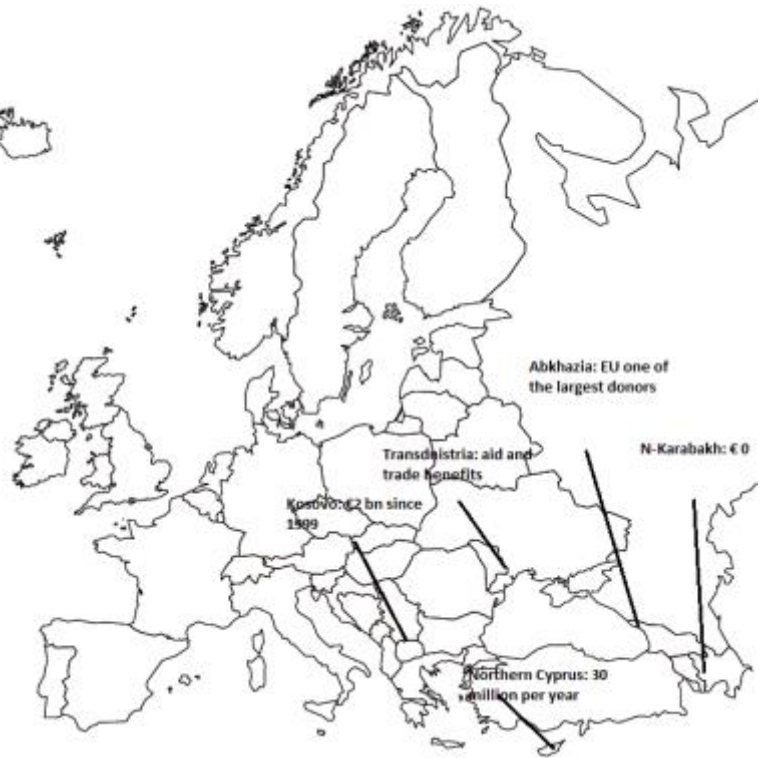 Abkhazia: EU one of
the largest donors
N-Karabakh: € 0
Transdnistria: aid and
trade benefits
Kosovo: €2 bn since
1999
Northern Cyprus: 30
million per year